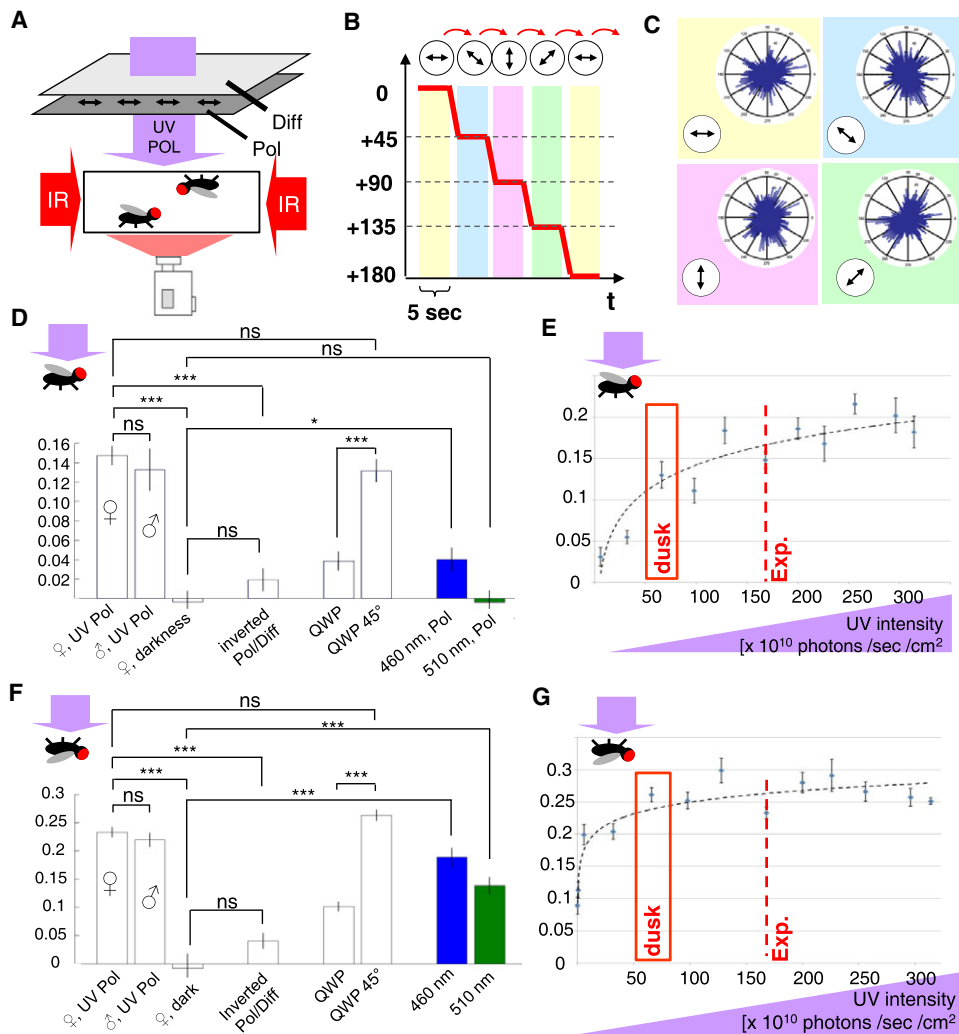 A
Diff
UV
POL
Pol
IR
IR
B
0
+45
+90
+135
+180
5 sec
t
C
D
ns
ns
***
***
*
ns
***
ns
0.16
0.14
0.12
0.10
0.08
0.06
0.04
0.02
♀
♂
♀, UV Pol
♂, UV Pol
♀, darkness
inverted
Pol/Diff
QWP
QWP 45°
460 nm, Pol
510 nm, Pol
E
0.2
0.15
0.1
0.05
0
dusk
Exp.
50 100 150 200 250 300
UV intensity
[x 10¹⁰ photons /sec /cm²
F
ns
***
***
***
***
ns
***
ns
0.3
0.25
0.2
0.15
0.1
0.05
0
♀
♂
♀, UV Pol
♂, UV Pol
♀, dark
Inverted
Pol/Diff
QWP
QWP 45°
460 nm
510 nm
G
0.3
0.25
0.2
0.15
0.1
0.05
0
dusk
Exp.
50 100 150 200 250 300
UV intensity
[x 10¹⁰ photons /sec /cm²